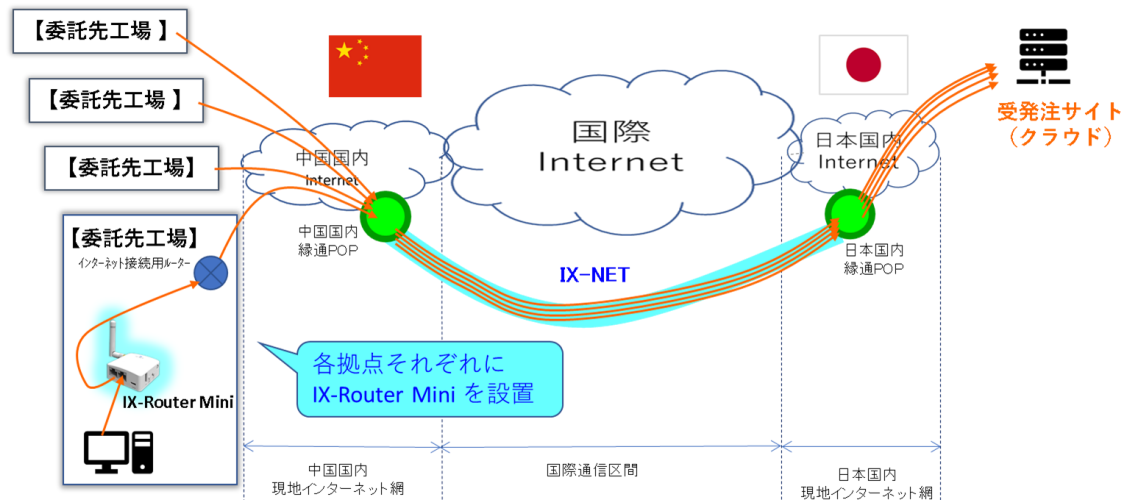 【委託先工場 】
【委託先工場 】
【委託先工場】
【委託先工場】
インターネット接続用ルーター
IX-Router Mini
中国国内
Internet
国際
Internet
日本国内
Internet
受発注サイト
（クラウド）
中国国内
縁通POP
日本国内
縁通POP
IX-NET
各拠点それぞれに
IX-Router Mini を設置
中国国内
現地インターネット網
国際通信区間
日本国内
現地インターネット網